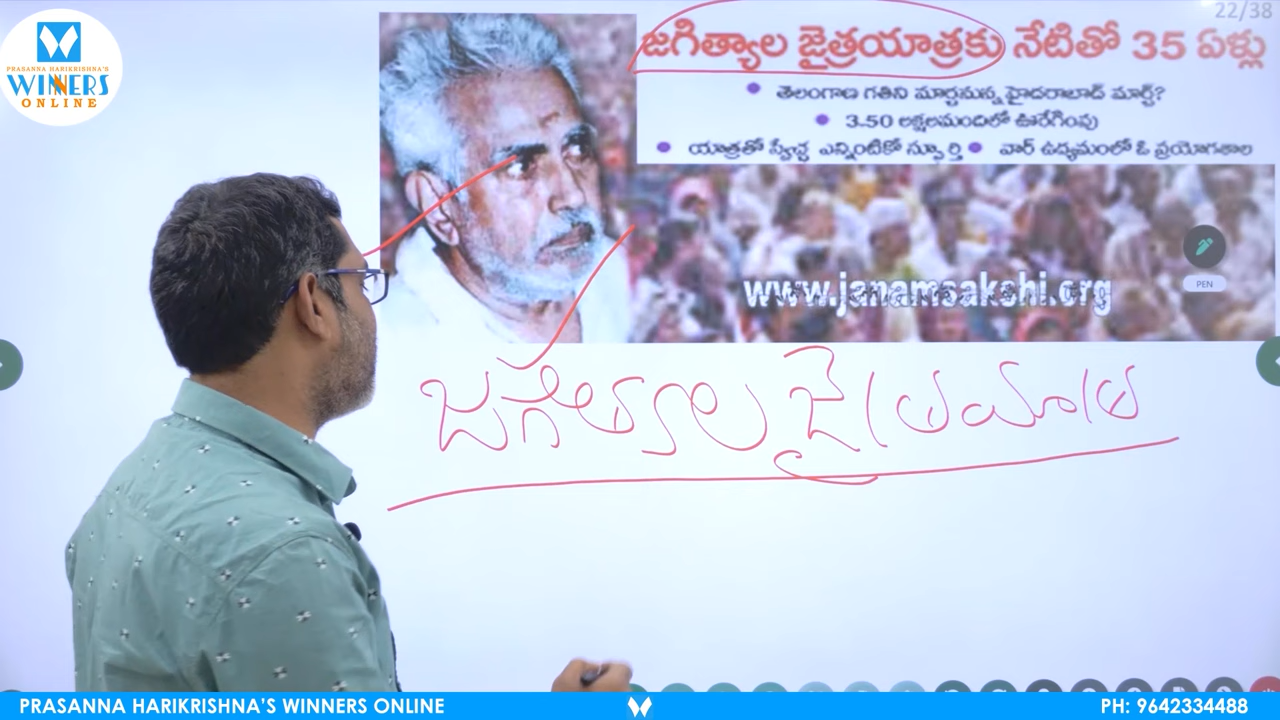 22/38
PRASANNA HARIKRISHNA'S
WINNERS
ONLINE
జగిత్యాల జైత్రయాత్రకు నేటితో 35 ఏళ్లు
• తెలంగాణ గతిని మార్చనున్న హైదరాబాద్ మార్చ్?
• 3.50 లక్షలమందితో ఊరేగింపు
• యాత్రతో స్వేచ్ఛ ఎన్నింటికో స్ఫూర్తి • వార్ ఉద్యమంలో ఓ ప్రయోగశాల
PEN
www.janamsakshi.org
జగిత్యాల జైత్రయాత్ర
PRASANNA HARIKRISHNA'S WINNERS ONLINE
PH: 9642334488